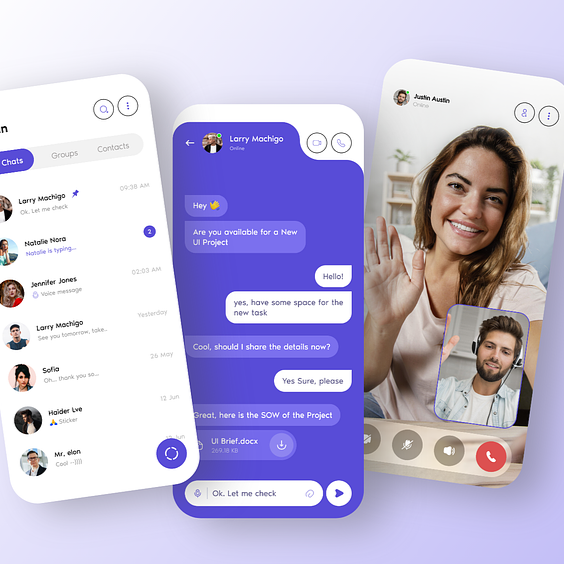 Chats
Groups
Contacts
Larry Machigo
09:38 AM
Ok, Let me check
Natalie Nora
Natalie is typing...
2
Jennifer Jones
02:03 AM
Voice message
Larry Machigo
Yesterday
See you tomorrow, take..
Sofia
26 May
Oh... thank you so...
Haider Lve
12 Jun
Sticker
Mr, elon
Cool :-))))
Larry Machigo
Online
Hey 👋
Are you available for a New
UI Project
Hello!
yes, have some space for the
new task
Cool, should I share the details now?
Yes Sure, please
Great, here is the SOW of the Project
UI Brief.docx
269.18 KB
Ok. Let me check
Justin Austin
Online